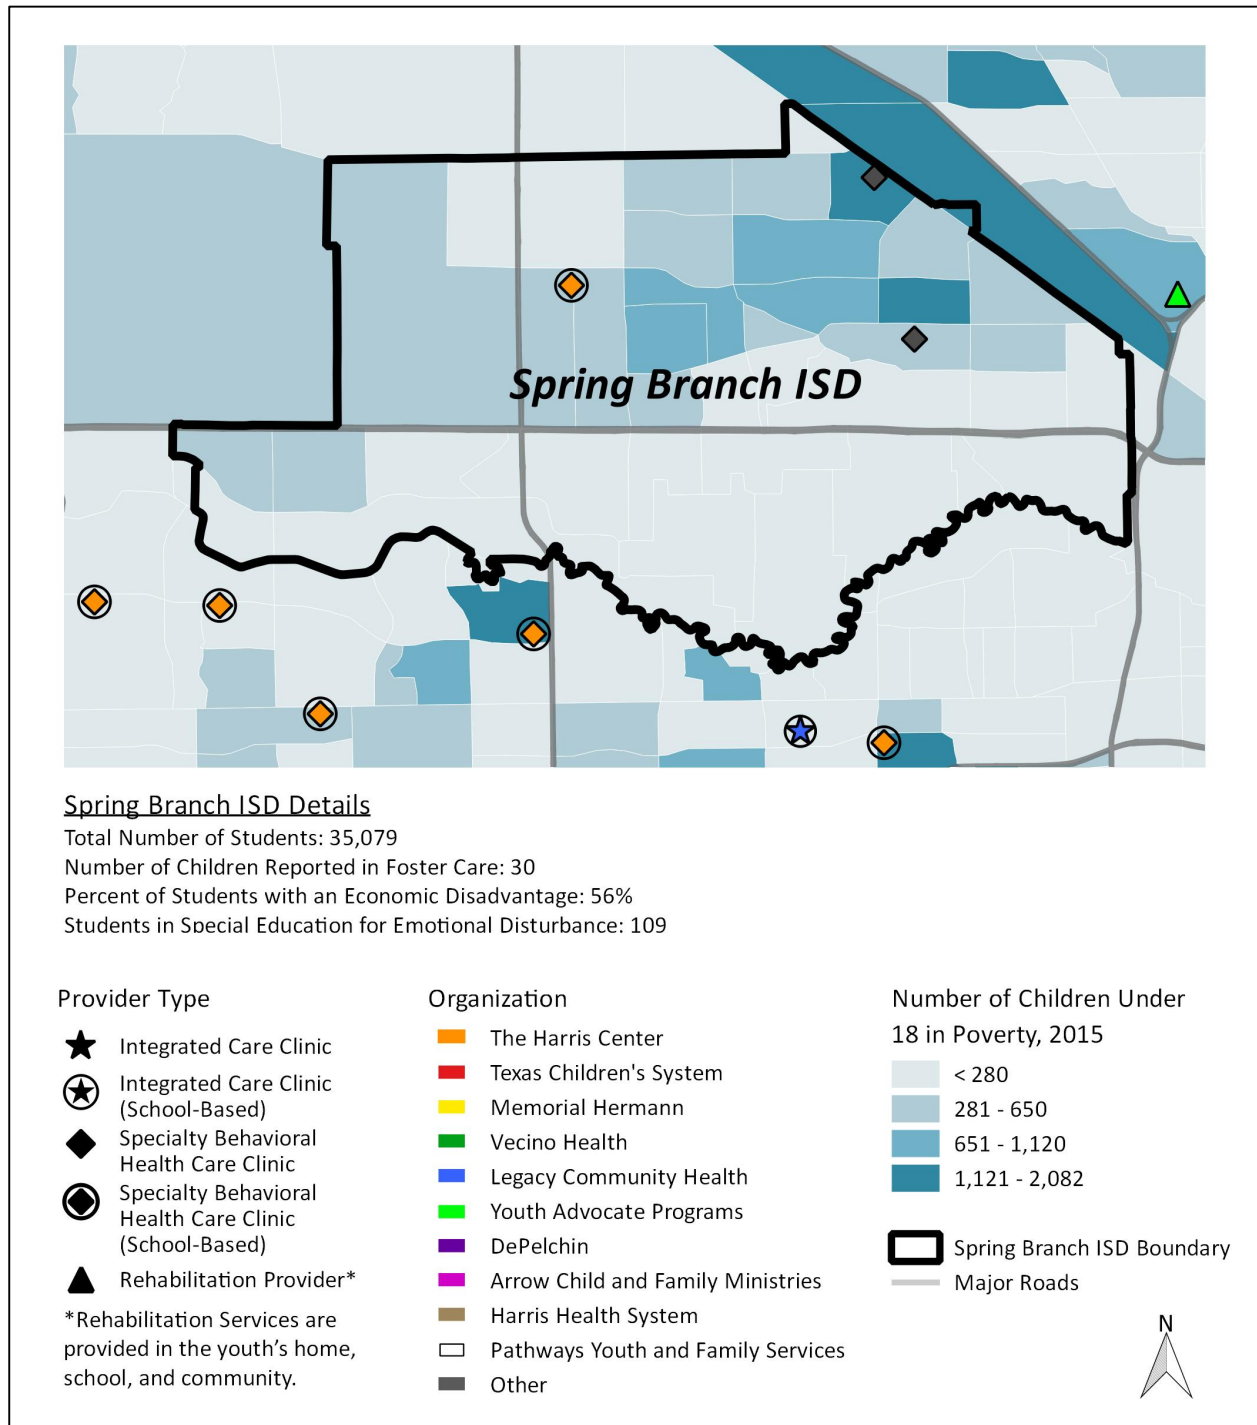 Spring Branch ISD
Spring Branch ISD Details
Total Number of Students: 35,079
Number of Children Reported in Foster Care: 30
Percent of Students with an Economic Disadvantage: 56%
Students in Special Education for Emotional Disturbance: 109
Provider Type
Integrated Care Clinic
Integrated Care Clinic
(School-Based)
Specialty Behavioral
Health Care Clinic
Specialty Behavioral
Health Care Clinic
(School-Based)
Rehabilitation Provider*
*Rehabilitation Services are
provided in the youth’s home,
school, and community.
Organization
The Harris Center
Texas Children's System
Memorial Hermann
Vecino Health
Legacy Community Health
Youth Advocate Programs
DePelchin
Arrow Child and Family Ministries
Harris Health System
Pathways Youth and Family Services
Other
Number of Children Under
18 in Poverty, 2015
< 280
281 - 650
651 - 1,120
1,121 - 2,082
Spring Branch ISD Boundary
Major Roads
N